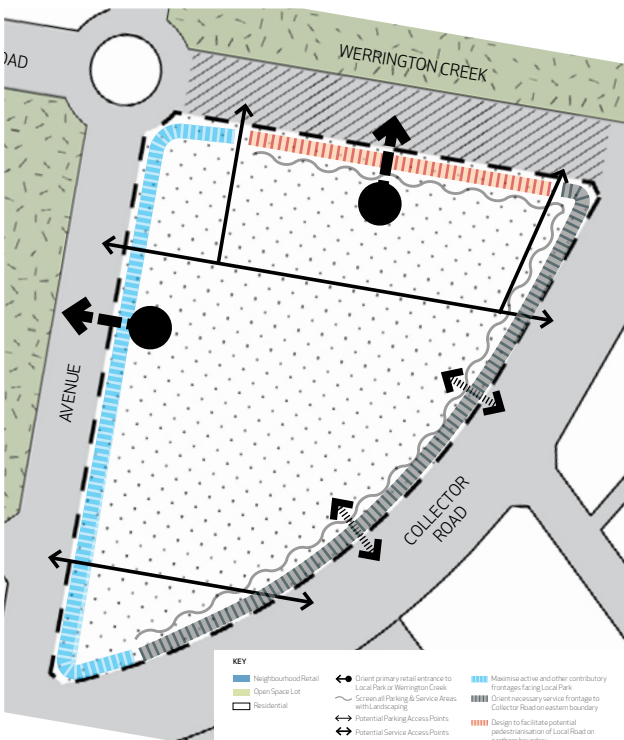 OAD
WERRINGTON CREEK
AVENUE
COLLECTOR
ROAD
KEY
Neighbourhood Retail
Open Space Lot
Residential
Orient primary retail entrance to
Local Park or Werrington Creek
Screen all Parking & Service Areas
with Landscaping
Potential Parking Access Points
Potential Service Access Points
Maximise active and other contributory
frontages facing Local Park
Orient necessary service frontage to
Collector Road on eastern boundary
Design to facilitate potential
pedestrianisation of Local Road on